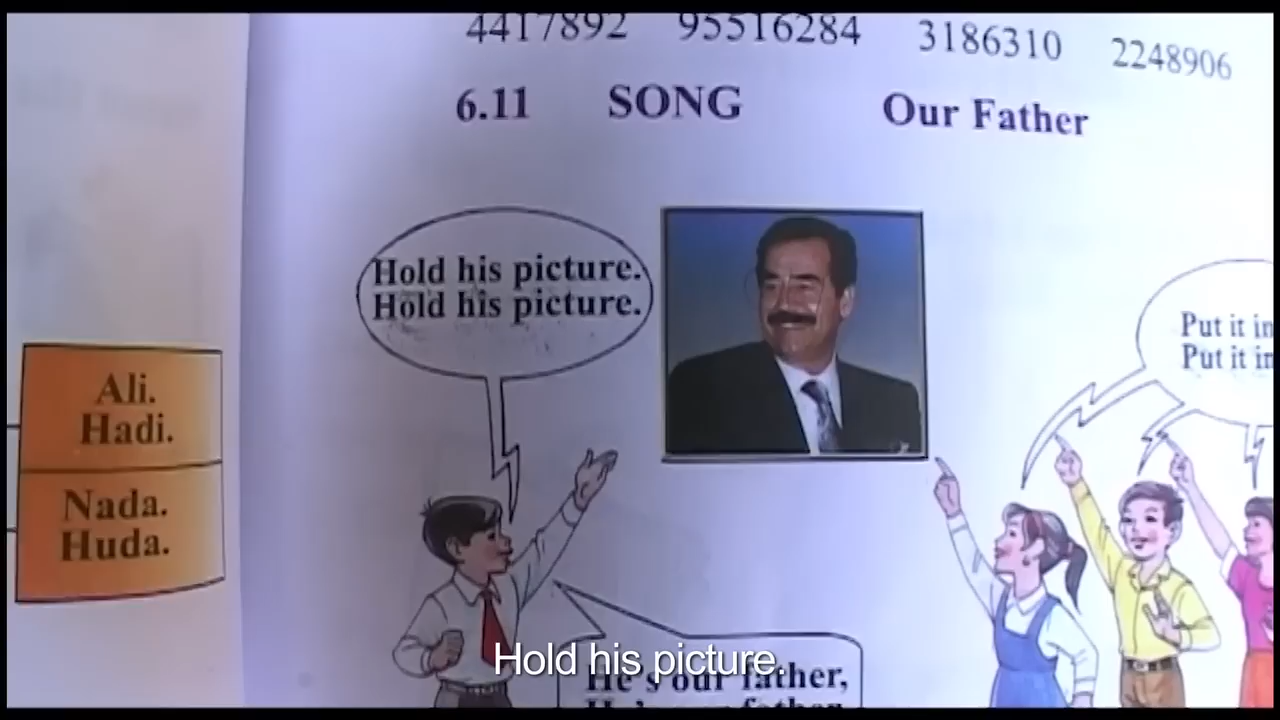 4417892 95516284 3186310 2248906
6.11 SONG Our Father
Hold his picture.
Hold his picture.
Put it in
Put it in
Ali.
Hadi.
Nada.
Huda.
He's our father,
Hold his picture.